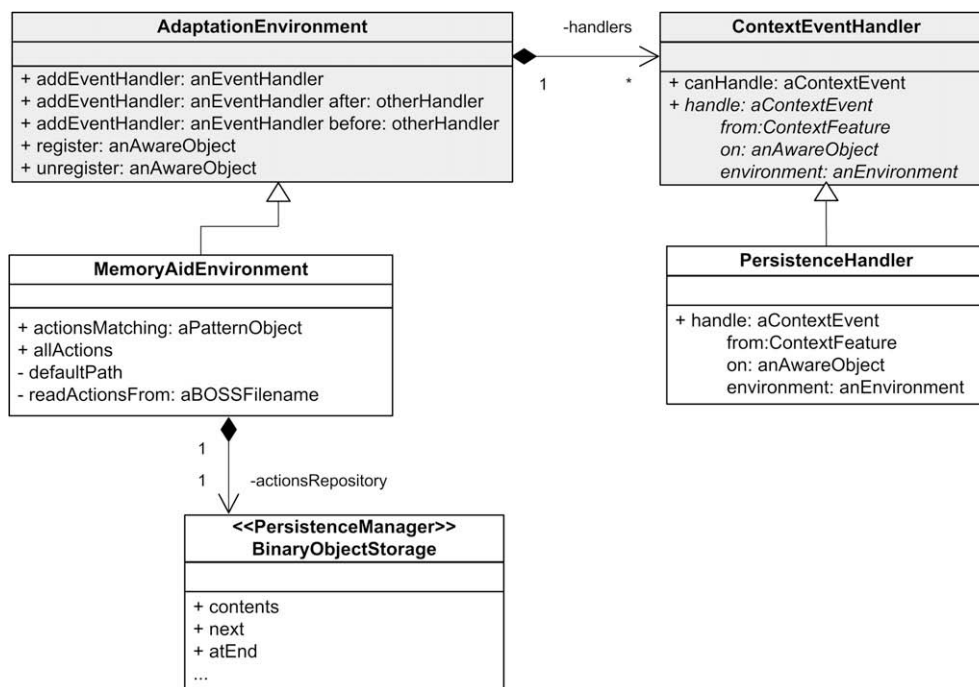 AdaptationEnvironment
+ addEventHandler: anEventHandler
+ addEventHandler: anEventHandler after: otherHandler
+ addEventHandler: anEventHandler before: otherHandler
+ register: anAwareObject
+ unregister: anAwareObject
-handlers
1
*
ContextEventHandler
+ canHandle: aContextEvent
+ handle: aContextEvent
from:ContextFeature
on: anAwareObject
environment: anEnvironment
MemoryAidEnvironment
+ actionsMatching: aPatternObject
+ allActions
- defaultPath
- readActionsFrom: aBOSSFilename
PersistenceHandler
+ handle: aContextEvent
from:ContextFeature
on: anAwareObject
environment: anEnvironment
1
1
-actionsRepository
<<PersistenceManager>>
BinaryObjectStorage
+ contents
+ next
+ atEnd
...